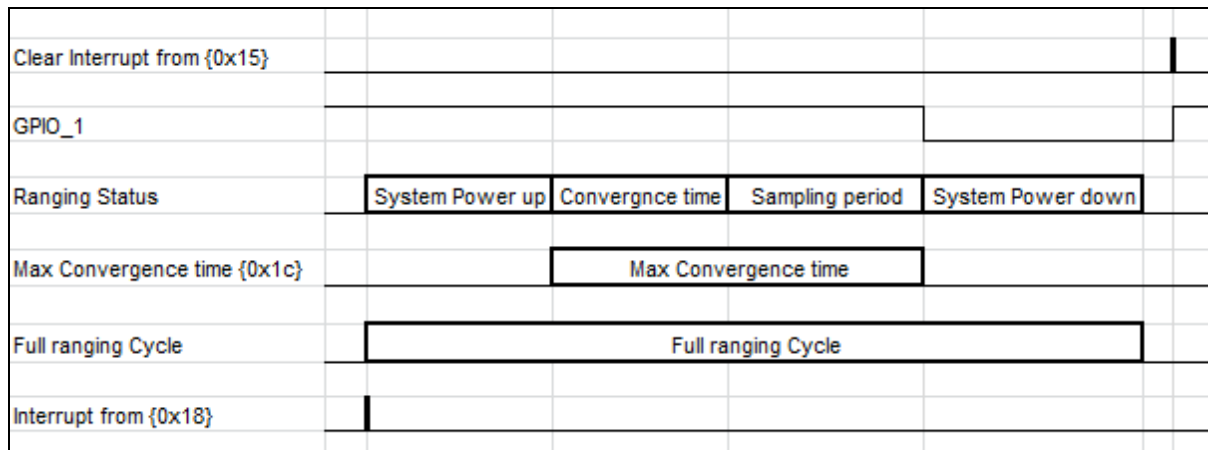 Clear Interrupt from {0x15}
GPIO_1
Ranging Status
System Power up
Convergnce time
Sampling period
System Power down
Max Convergence time {0x1c}
Max Convergence time
Full ranging Cycle
Full ranging Cycle
Interrupt from {0x18}